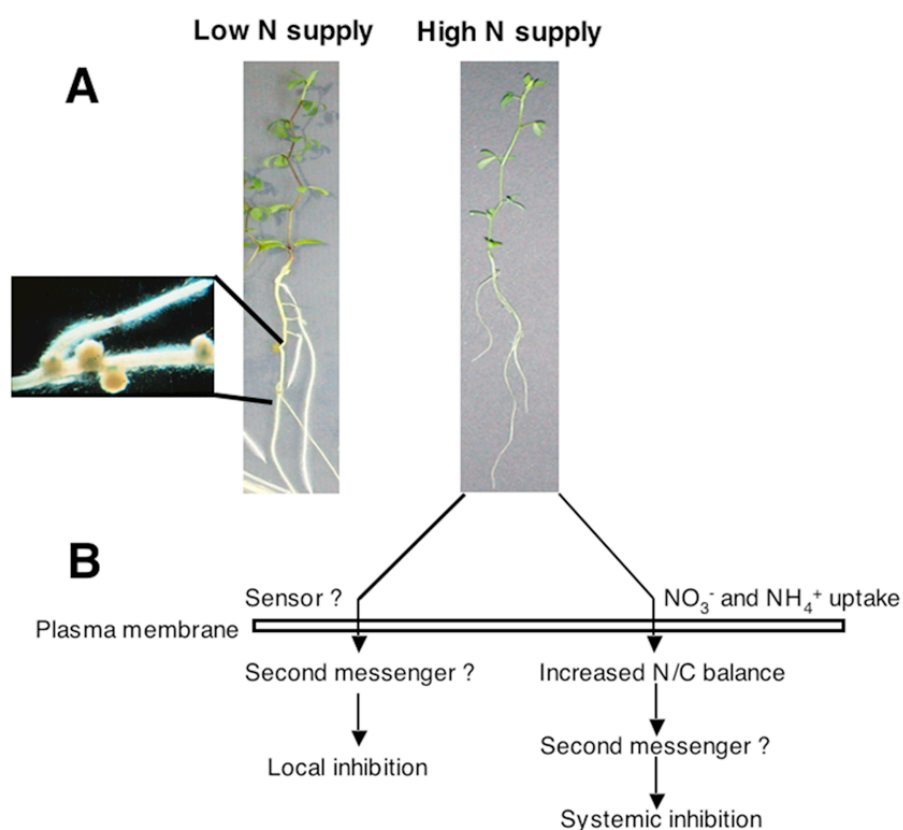 Low N supply
High N supply
A
B
Sensor ?
NO₃⁻ and NH₄⁺ uptake
Plasma membrane
Second messenger ?
Increased N/C balance
Second messenger ?
Local inhibition
Systemic inhibition